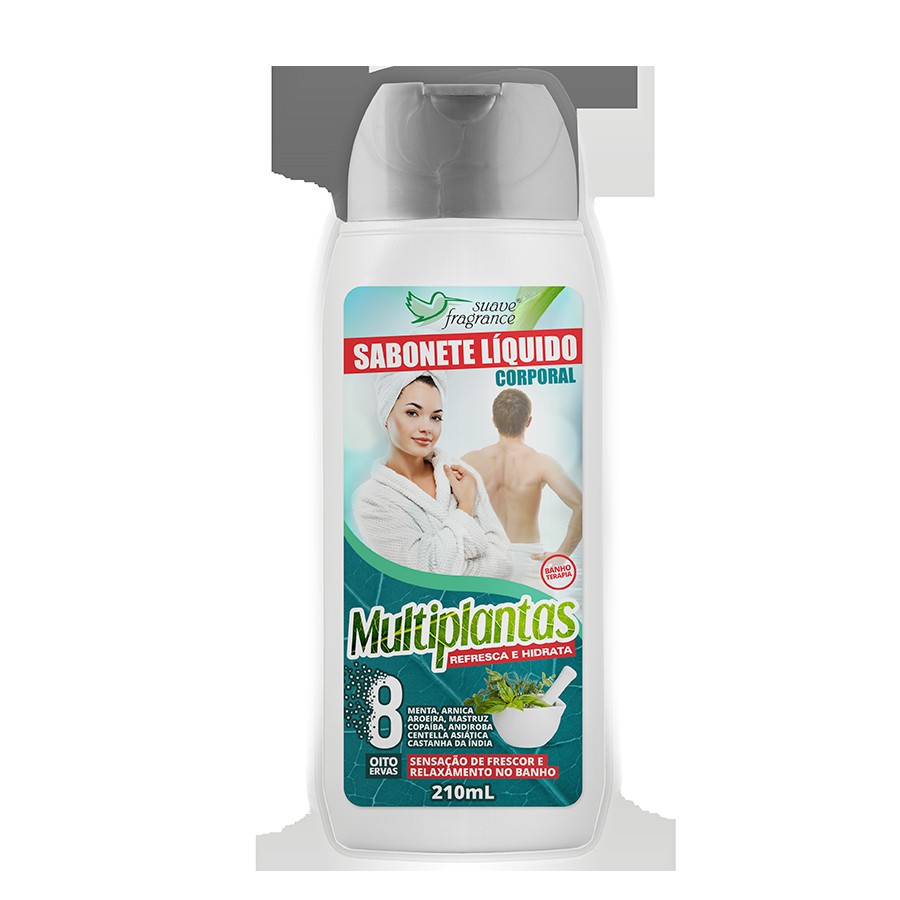 suave®
fragrance
SABONETE LÍQUIDO
CORPORAL
BANHO
TERAPIA
Multiplantas
REFRESCA E HIDRATA
8
MENTA, ARNICA
AROEIRA, MASTRUZ
COPAÍBA, ANDIROBA
CENTELLA ASIÁTICA
CASTANHA DA ÍNDIA
OITO
ERVAS
SENSAÇÃO DE FRESCOR E
RELAXAMENTO NO BANHO
210mL